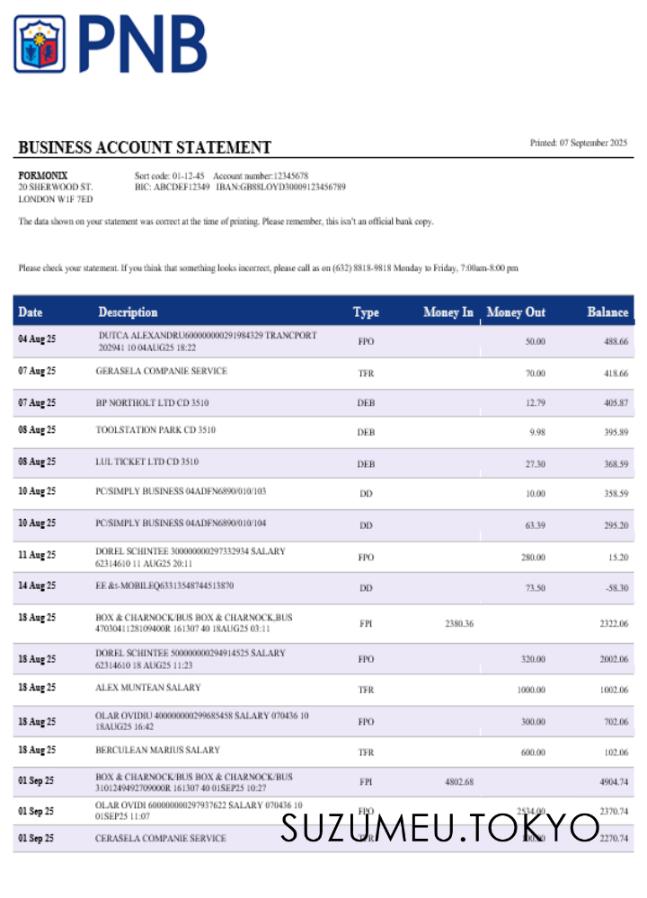 PNB
BUSINESS ACCOUNT STATEMENT
Printed: 07 September 2025
FORMONIX
20 SHERWOOD ST.
LONDON W1F 7ED
Sort code: 01-12-45 Account number:12345678
BIC: ABCDEF12349 IBAN:GB88LOYD30009123456789
The data shown on your statement was correct at the time of printing. Please remember, this isn't an official bank copy.
Please check your statement. If you think that something looks incorrect, please call as on (632) 8818-9818 Monday to Friday, 7:00am-8:00 pm
Date Description Type Money In Money Out Balance
04 Aug 25 DUTCA ALEXANDRU600000000291984329 TRANCPORT FPO 50.00 488.66
202941 10 04AUG25 18:22
07 Aug 25 GERASELA COMPANIE SERVICE TFR 70.00 418.66
07 Aug 25 BP NORTHOLT LTD CD 3510 DEB 12.79 405.87
08 Aug 25 TOOLSTATION PARK CD 3510 DEB 9.98 395.89
08 Aug 25 LUL TICKET LTD CD 3510 DEB 27.30 368.59
10 Aug 25 PC/SIMPLY BUSINESS 04ADFN6890/010/103 DD 10.00 358.59
10 Aug 25 PC/SIMPLY BUSINESS 04ADFN6890/010/104 DD 63.39 295.20
11 Aug 25 DOREL SCHINTEE 300000000297332934 SALARY FPO 280.00 15.20
62314610 11 AUG25 20:11
14 Aug 25 EE &t-MOBILEQ63313548744513870 DD 73.50 -58.30
18 Aug 25 BOX & CHARNOCK/BUS BOX & CHARNOCK,BUS FPI 2380.36 2322.06
4703041128109400R 161307 40 18AUG25 03:11
18 Aug 25 DOREL SCHINTEE 500000000294914525 SALARY FPO 320.00 2002.06
62314610 18 AUG25 11:23
18 Aug 25 ALEX MUNTEAN SALARY TFR 1000.00 1002.06
18 Aug 25 OLAR OVIDIU 400000000299685458 SALARY 070436 10 FPO 300.00 702.06
18AUG25 16:42
18 Aug 25 BERCULEAN MARIUS SALARY TFR 600.00 102.06
01 Sep 25 BOX & CHARNOCK/BUS BOX & CHARNOCK/BUS FPI 4802.68 4904.74
3101249492709000R 161307 40 01SEP25 10:27
01 Sep 25 OLAR OVIDI 600000000297937622 SALARY 070436 10 FPO 2534.00 2370.74
01SEP25 11:07
01 Sep 25 CERASELA COMPANIE SERVICE TFR 100.00 2270.74
SUZUMEU.TOKYO